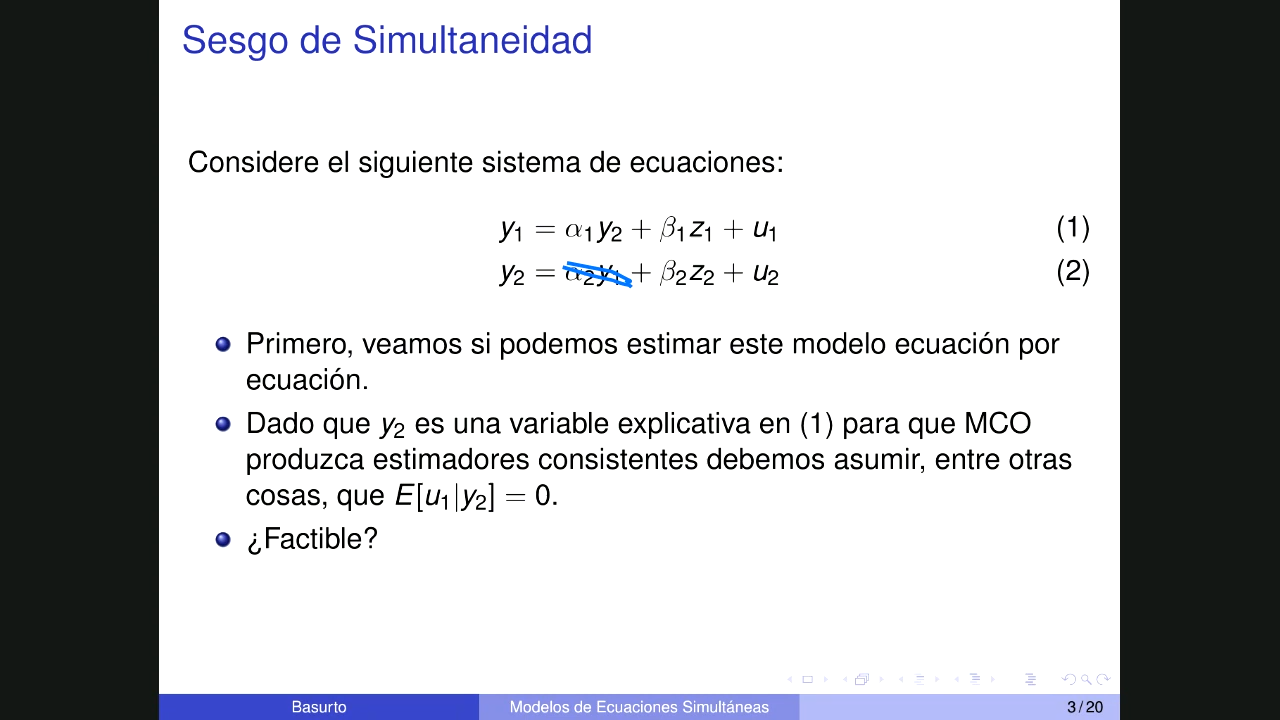 Sesgo de Simultaneidad
Considere el siguiente sistema de ecuaciones:
y₁ = α₁y₂ + β₁z₁ + u₁ (1)
y₂ = α₂y₁ + β₂z₂ + u₂ (2)
Primero, veamos si podemos estimar este modelo ecuación por
ecuación.
Dado que y₂ es una variable explicativa en (1) para que MCO
produzca estimadores consistentes debemos asumir, entre otras
cosas, que E[u₁|y₂] = 0.
¿Factible?
Basurto Modelos de Ecuaciones Simultáneas 3 / 20